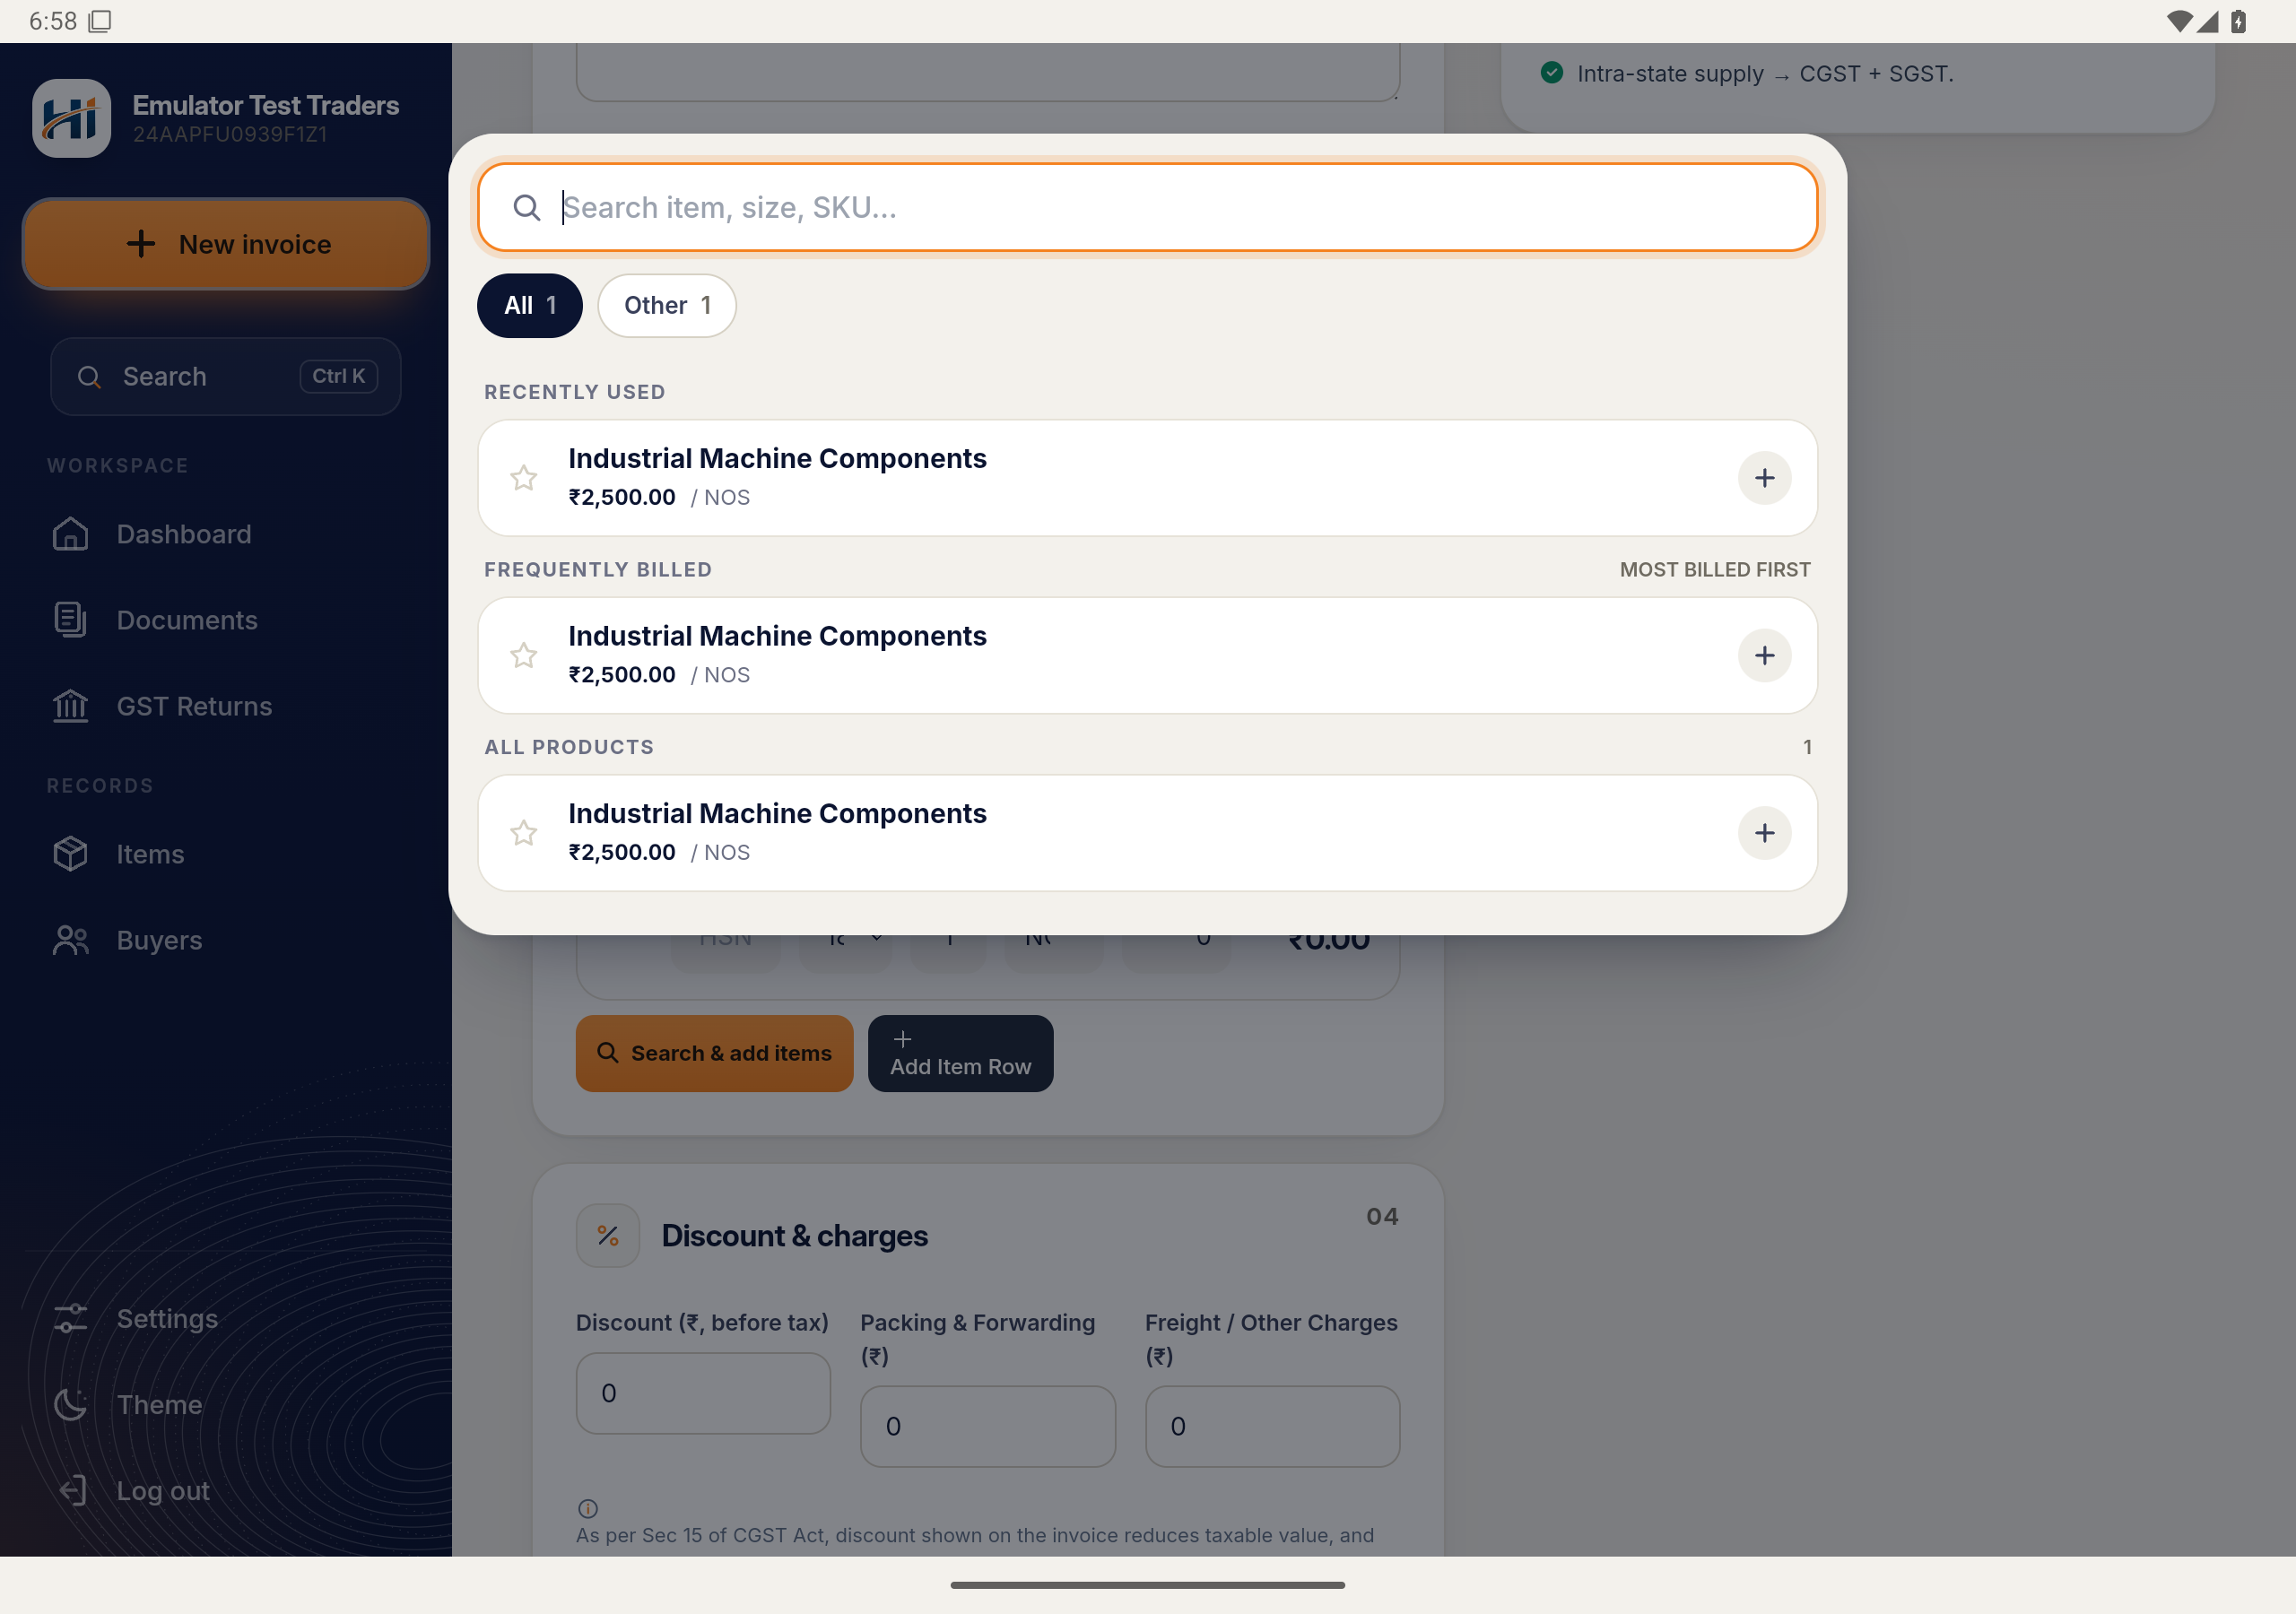 6:58
Emulator Test Traders
24AAPFU0939F1Z1
New invoice
Search Ctrl K
WORKSPACE
Dashboard
Documents
GST Returns
RECORDS
Items
Buyers
Settings
Theme
Log out
Intra-state supply → CGST + SGST.
Search item, size, SKU...
All 1 Other 1
RECENTLY USED
Industrial Machine Components
₹2,500.00 / NOS
FREQUENTLY BILLED MOST BILLED FIRST
Industrial Machine Components
₹2,500.00 / NOS
ALL PRODUCTS 1
Industrial Machine Components
₹2,500.00 / NOS
HSN 1 0 ₹0.00
Search & add items
Add Item Row
Discount & charges 04
Discount (₹, before tax) Packing & Forwarding (₹) Freight / Other Charges (₹)
0 0 0
As per Sec 15 of CGST Act, discount shown on the invoice reduces taxable value, and